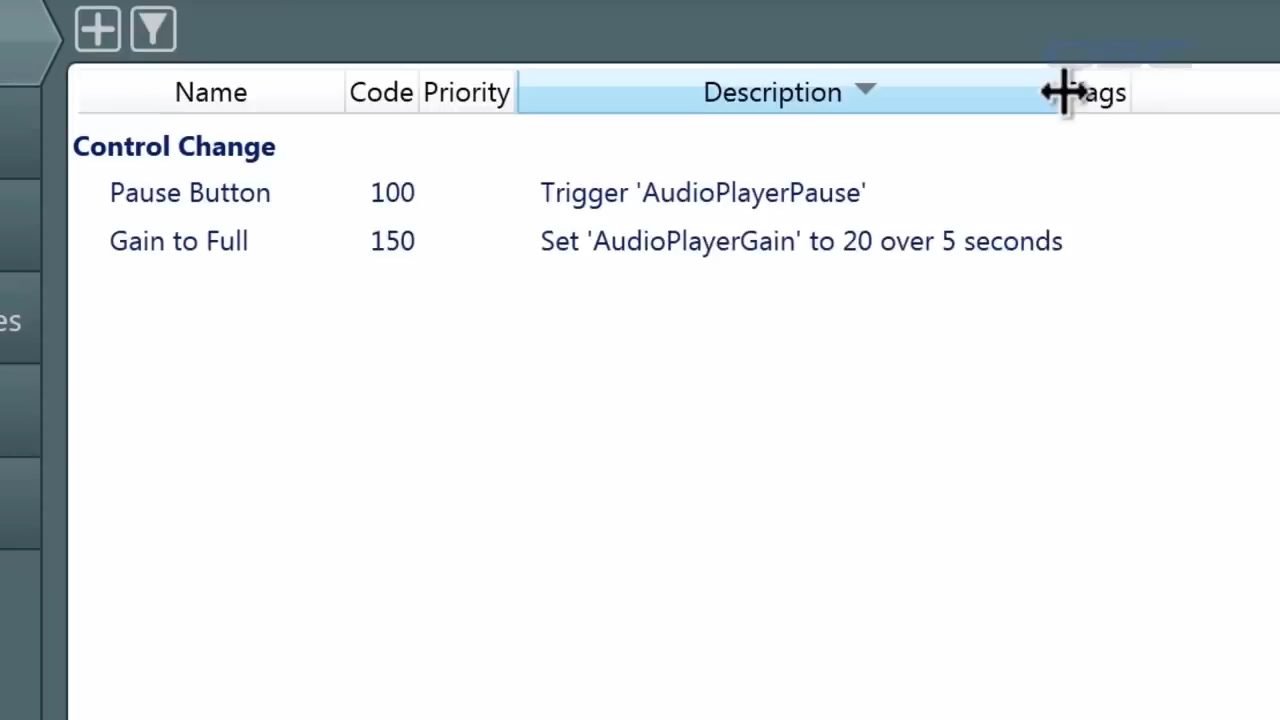 Name Code Priority Description Tags
Control Change
Pause Button 100 Trigger 'AudioPlayerPause'
Gain to Full 150 Set 'AudioPlayerGain' to 20 over 5 seconds
es